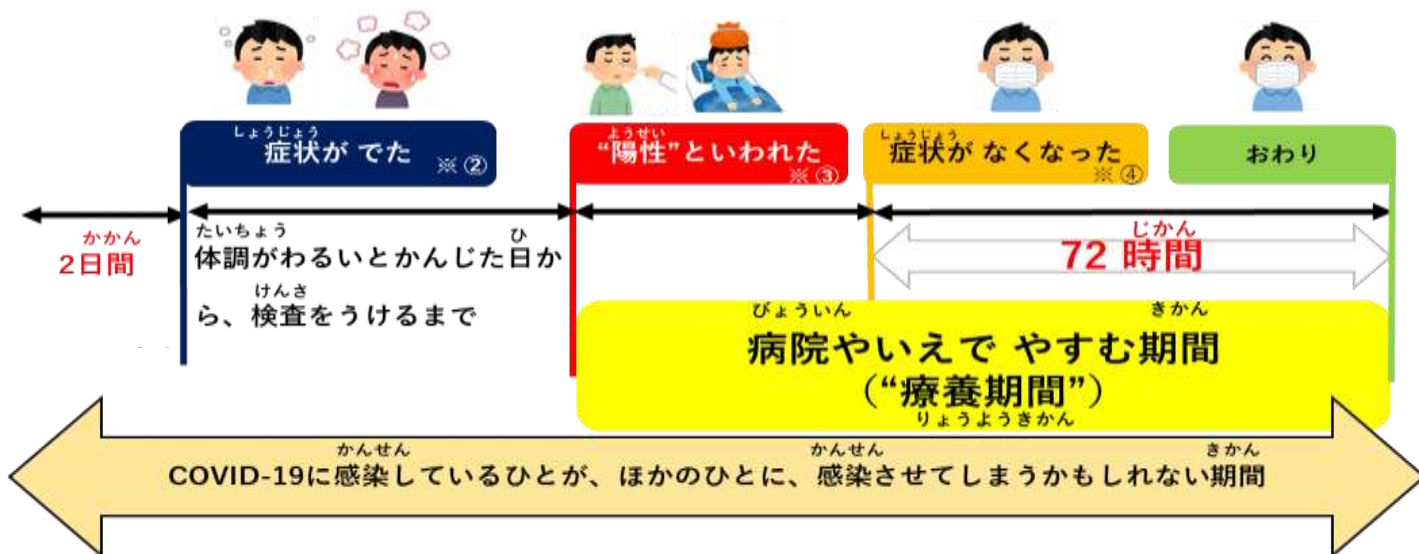 しょうじょう
症状が でた
※②
ようせい
“陽性”といわれた
※③
しょうじょう
症状が なくなった
※④
おわり
かかん
2日間
たいちょう ひ
体調がわるいとかんじた日か
けんさ
ら、検査をうけるまで
じかん
72 時間
びょういん きかん
病院やいえで やすむ期間
(“療養期間”)
りょうようきかん
かんせん かんせん きかん
COVID-19に感染しているひとが、ほかのひとに、感染させてしまうかもしれない期間